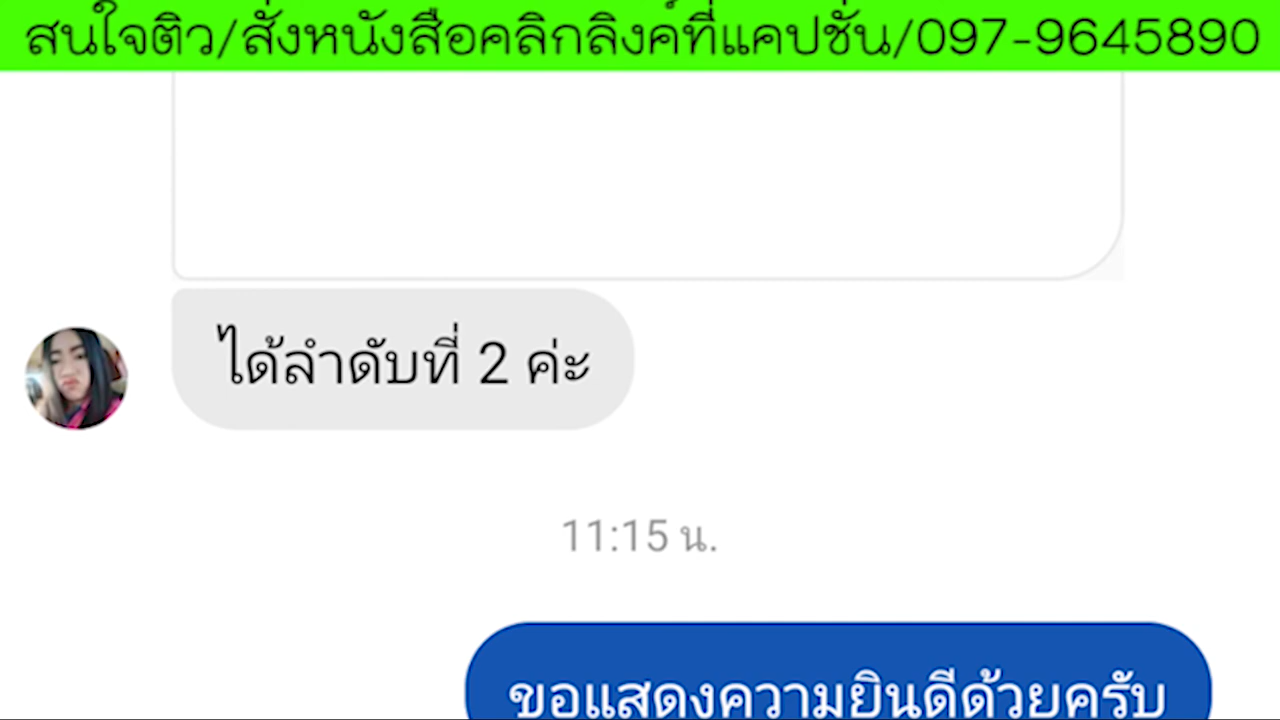 สนใจติว/สั่งหนังสือคลิกลิงค์ที่แคปชั่น/097-9645890
ได้ลำดับที่ 2 ค่ะ
11:15 น.
ขอแสดงความยินดีด้วยครับ